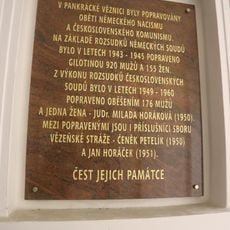 V PANKRÁCKÉ VĚZNICI BYLY POPRAVOVÁNY
OBĚTI NĚMECKÉHO NACISMU
A ČESKOSLOVENSKÉHO KOMUNISMU.
NA ZÁKLADĚ ROZSUDKŮ NĚMECKÝCH SOUDŮ
BYLO V LETECH 1943 - 1945 POPRAVENO
GILOTINOU 920 MUŽŮ A 155 ŽEN.
Z VÝKONU ROZSUDKŮ ČESKOSLOVENSKÝCH
SOUDŮ BYLO V LETECH 1949 - 1960
POPRAVENO OBĚŠENÍM 176 MUŽŮ
A JEDNA ŽENA - JUDr. MILADA HORÁKOVÁ (1950).
MEZI POPRAVENÝMI JSOU I PŘÍSLUŠNÍCI SBORU
VĚZEŇSKÉ STRÁŽE - ČENĚK PETELÍK (1950)
A JAN HORÁČEK (1951).
ČEST JEJICH PAMÁTCE